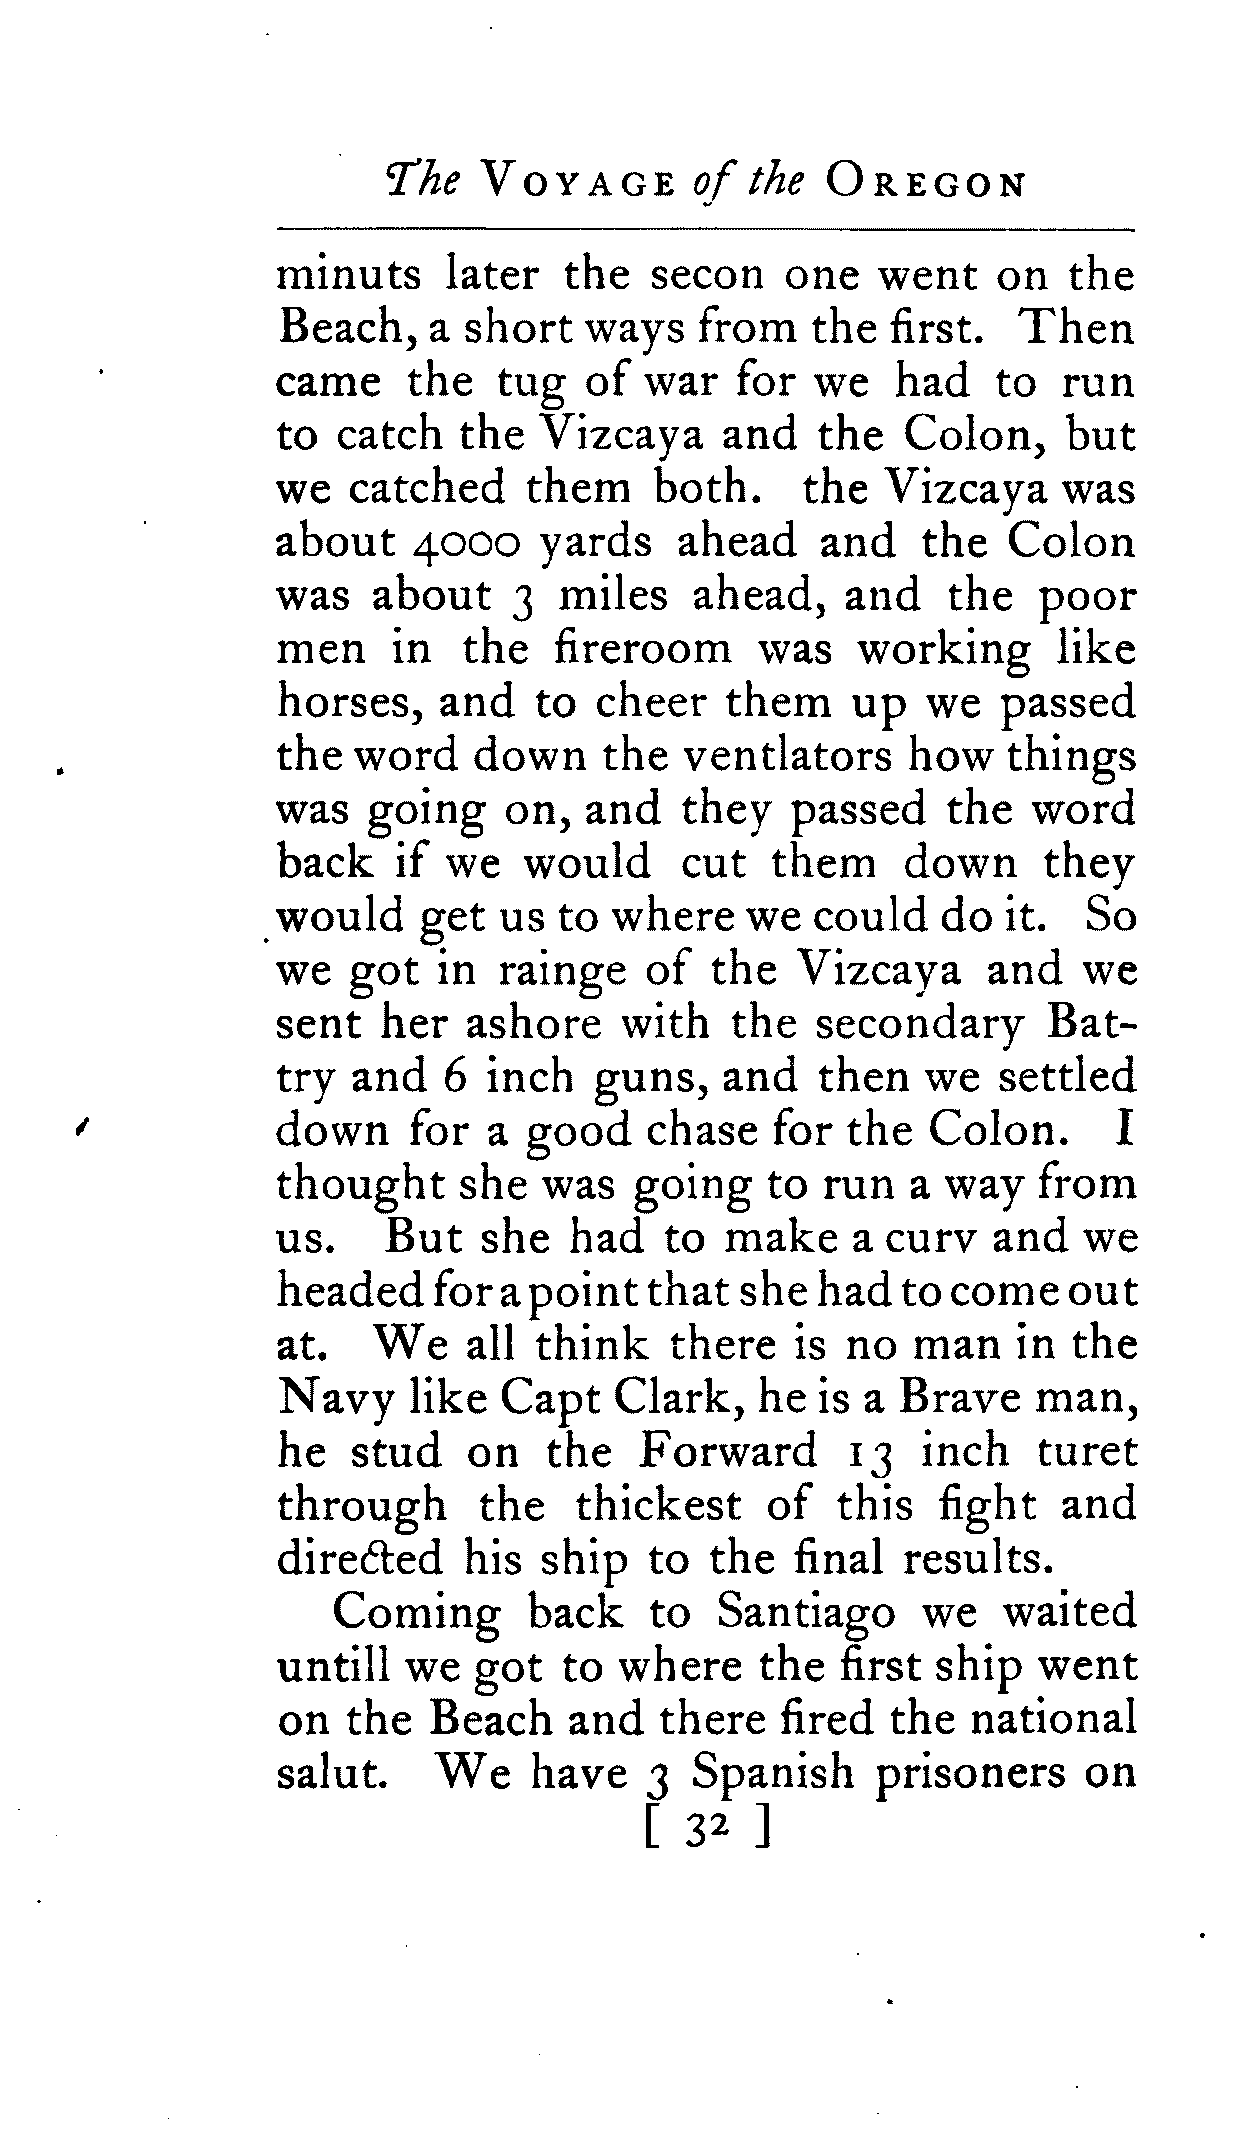 The VOYAGE of the OREGON
minuts later the secon one went on the
Beach, a short ways from the first. Then
came the tug of war for we had to run
to catch the Vizcaya and the Colon, but
we catched them both. the Vizcaya was
about 4000 yards ahead and the Colon
was about 3 miles ahead, and the poor
men in the fireroom was working like
horses, and to cheer them up we passed
the word down the ventlators how things
was going on, and they passed the word
back if we would cut them down they
would get us to where we could do it. So
we got in rainge of the Vizcaya and we
sent her ashore with the secondary Bat-
try and 6 inch guns, and then we settled
down for a good chase for the Colon. I
thought she was going to run a way from
us. But she had to make a curv and we
headed for a point that she had to come out
at. We all think there is no man in the
Navy like Capt Clark, he is a Brave man,
he stud on the Forward 13 inch turet
through the thickest of this fight and
directed his ship to the final results.
Coming back to Santiago we waited
untill we got to where the first ship went
on the Beach and there fired the national
salut. We have 3 Spanish prisoners on
[ 32 ]